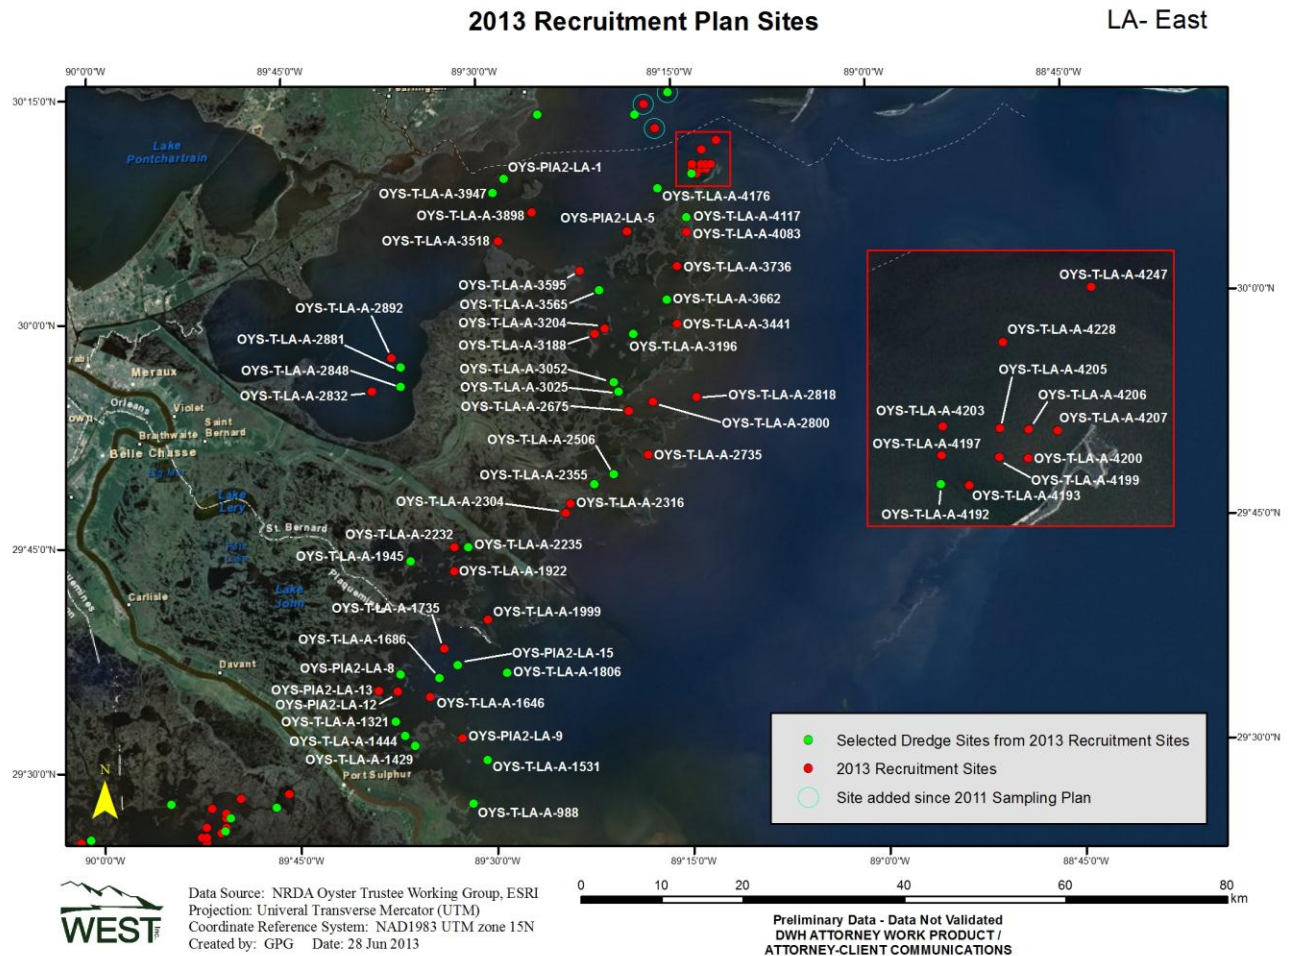 2013 Recruitment Plan Sites
LA- East
90°0'0"W
89°45'0"W
89°30'0"W
89°15'0"W
89°0'0"W
88°45'0"W
30°15'0"N
30°0'0"N
29°45'0"N
29°30'0"N
30°0'0"N
29°45'0"N
29°30'0"N
Lake
Pontchartrain
OYS-PIA2-LA-1
OYS-T-LA-A-3947
OYS-T-LA-A-3898
OYS-T-LA-A-3518
OYS-PIA2-LA-5
OYS-T-LA-A-4176
OYS-T-LA-A-4117
OYS-T-LA-A-4083
OYS-T-LA-A-3736
OYS-T-LA-A-3595
OYS-T-LA-A-3565
OYS-T-LA-A-3662
OYS-T-LA-A-3204
OYS-T-LA-A-3441
OYS-T-LA-A-3188
OYS-T-LA-A-3196
OYS-T-LA-A-2892
OYS-T-LA-A-2881
OYS-T-LA-A-2848
OYS-T-LA-A-2832
OYS-T-LA-A-3052
OYS-T-LA-A-3025
OYS-T-LA-A-2675
OYS-T-LA-A-2818
OYS-T-LA-A-2800
OYS-T-LA-A-2506
OYS-T-LA-A-2735
OYS-T-LA-A-2355
OYS-T-LA-A-2304
OYS-T-LA-A-2316
OYS-T-LA-A-2232
OYS-T-LA-A-2235
OYS-T-LA-A-1945
OYS-T-LA-A-1922
OYS-T-LA-A-1735
OYS-T-LA-A-1999
OYS-T-LA-A-1686
OYS-PIA2-LA-15
OYS-PIA2-LA-8
OYS-T-LA-A-1806
OYS-PIA2-LA-13
OYS-PIA2-LA-12
OYS-T-LA-A-1646
OYS-T-LA-A-1321
OYS-T-LA-A-1444
OYS-PIA2-LA-9
OYS-T-LA-A-1429
OYS-T-LA-A-1531
OYS-T-LA-A-988
Meraux
Orleans
Violet
Saint
Bernard
Braithwaite
Belle Chasse
Lake
Lery
St. Bernard
Plaquemines
Lake
John
Carlisle
Davant
Port Sulphur
OYS-T-LA-A-4247
OYS-T-LA-A-4228
OYS-T-LA-A-4205
OYS-T-LA-A-4206
OYS-T-LA-A-4203
OYS-T-LA-A-4207
OYS-T-LA-A-4197
OYS-T-LA-A-4200
OYS-T-LA-A-4199
OYS-T-LA-A-4193
OYS-T-LA-A-4192
Selected Dredge Sites from 2013 Recruitment Sites
2013 Recruitment Sites
Site added since 2011 Sampling Plan
N
90°0'0"W
89°45'0"W
89°30'0"W
89°15'0"W
89°0'0"W
88°45'0"W
WEST Inc.
Data Source: NRDA Oyster Trustee Working Group, ESRI
Projection: Univeral Transverse Mercator (UTM)
Coordinate Reference System: NAD1983 UTM zone 15N
Created by: GPG Date: 28 Jun 2013
0 10 20 40 60 80
km
Preliminary Data - Data Not Validated
DWH ATTORNEY WORK PRODUCT /
ATTORNEY-CLIENT COMMUNICATIONS